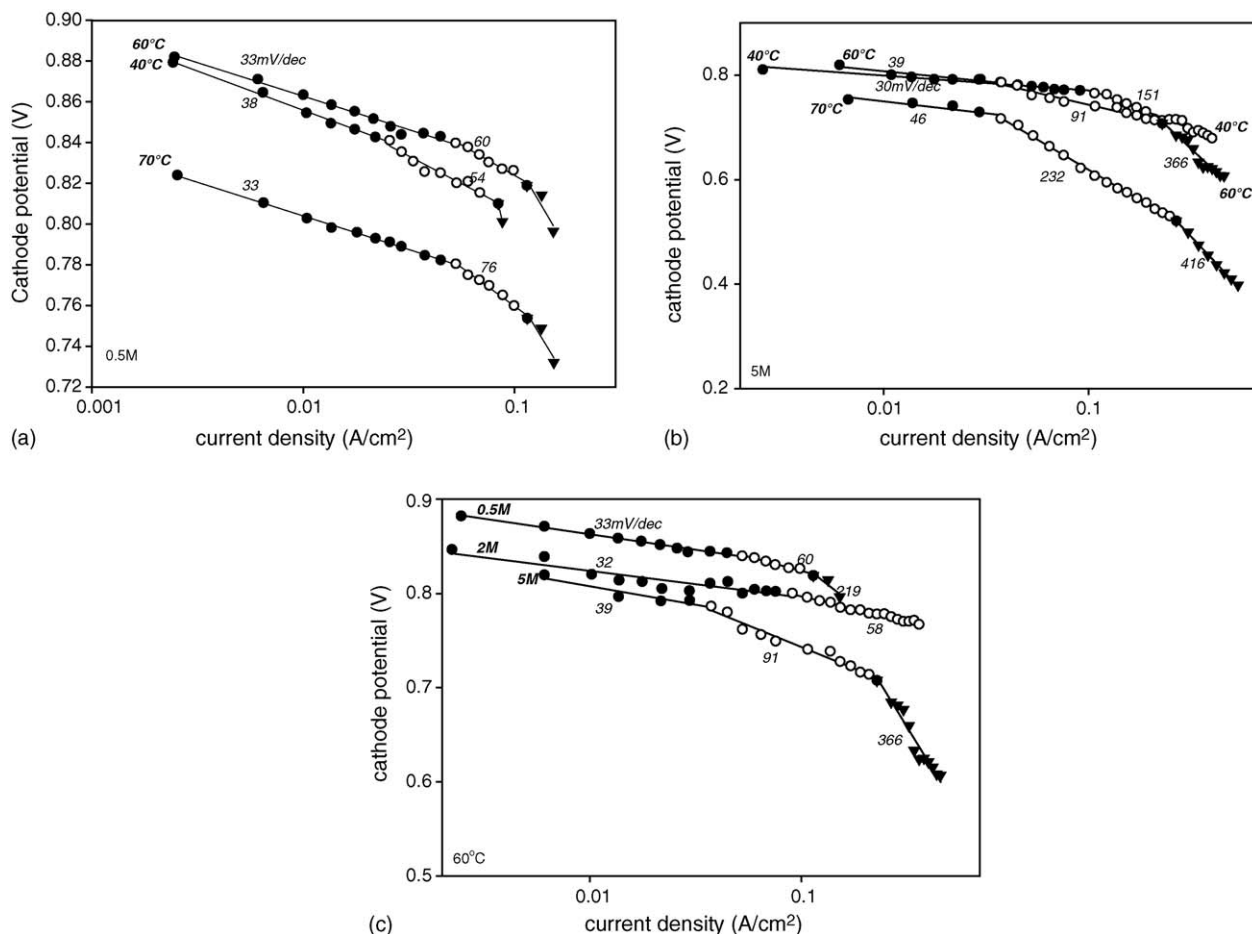 0.90
0.88
0.86
0.84
0.82
0.80
0.78
0.76
0.74
0.72
Cathode potential (V)
60°C
40°C
70°C
33mV/dec
38
60
54
33
76
0.5M
0.001
0.01
0.1
(a)
current density (A/cm²)
0.8
0.6
0.4
0.2
cathode potential (V)
40°C
60°C
39
30mV/dec
70°C
46
151
91
40°C
366
60°C
232
416
5M
0.01
0.1
(b)
current density (A/cm²)
0.9
0.8
0.7
0.6
0.5
cathode potential (V)
0.5M
33mV/dec
2M
32
5M
39
60
219
58
91
366
60°C
0.01
0.1
(c)
current density (A/cm²)